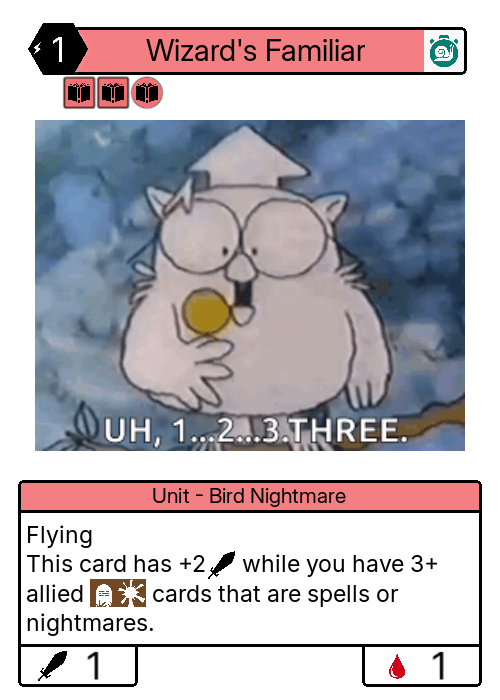 1
Wizard's Familiar
UH, 1...2...3.THREE.
Unit - Bird Nightmare
Flying
This card has +2 while you have 3+
allied cards that are spells or
nightmares.
1
1